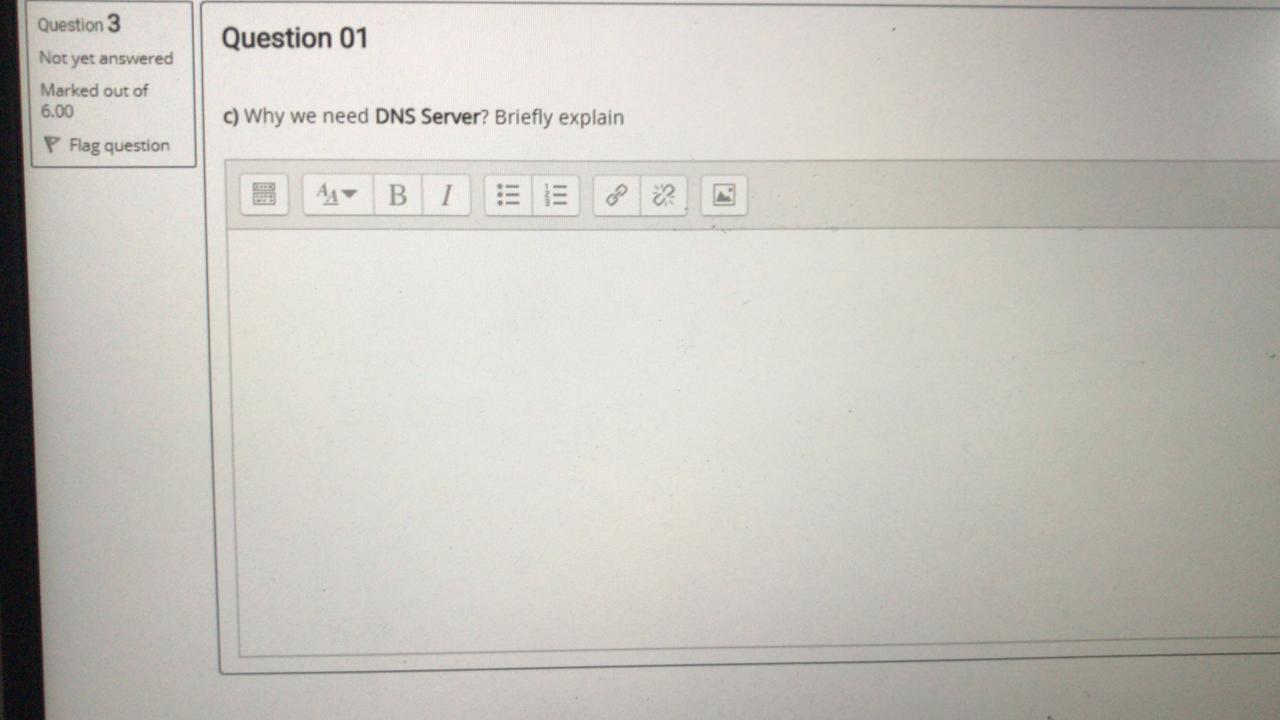 Question 3
Not yet answered
Marked out of
6.00
Flag question
Question 01
c) Why we need DNS Server? Briefly explain